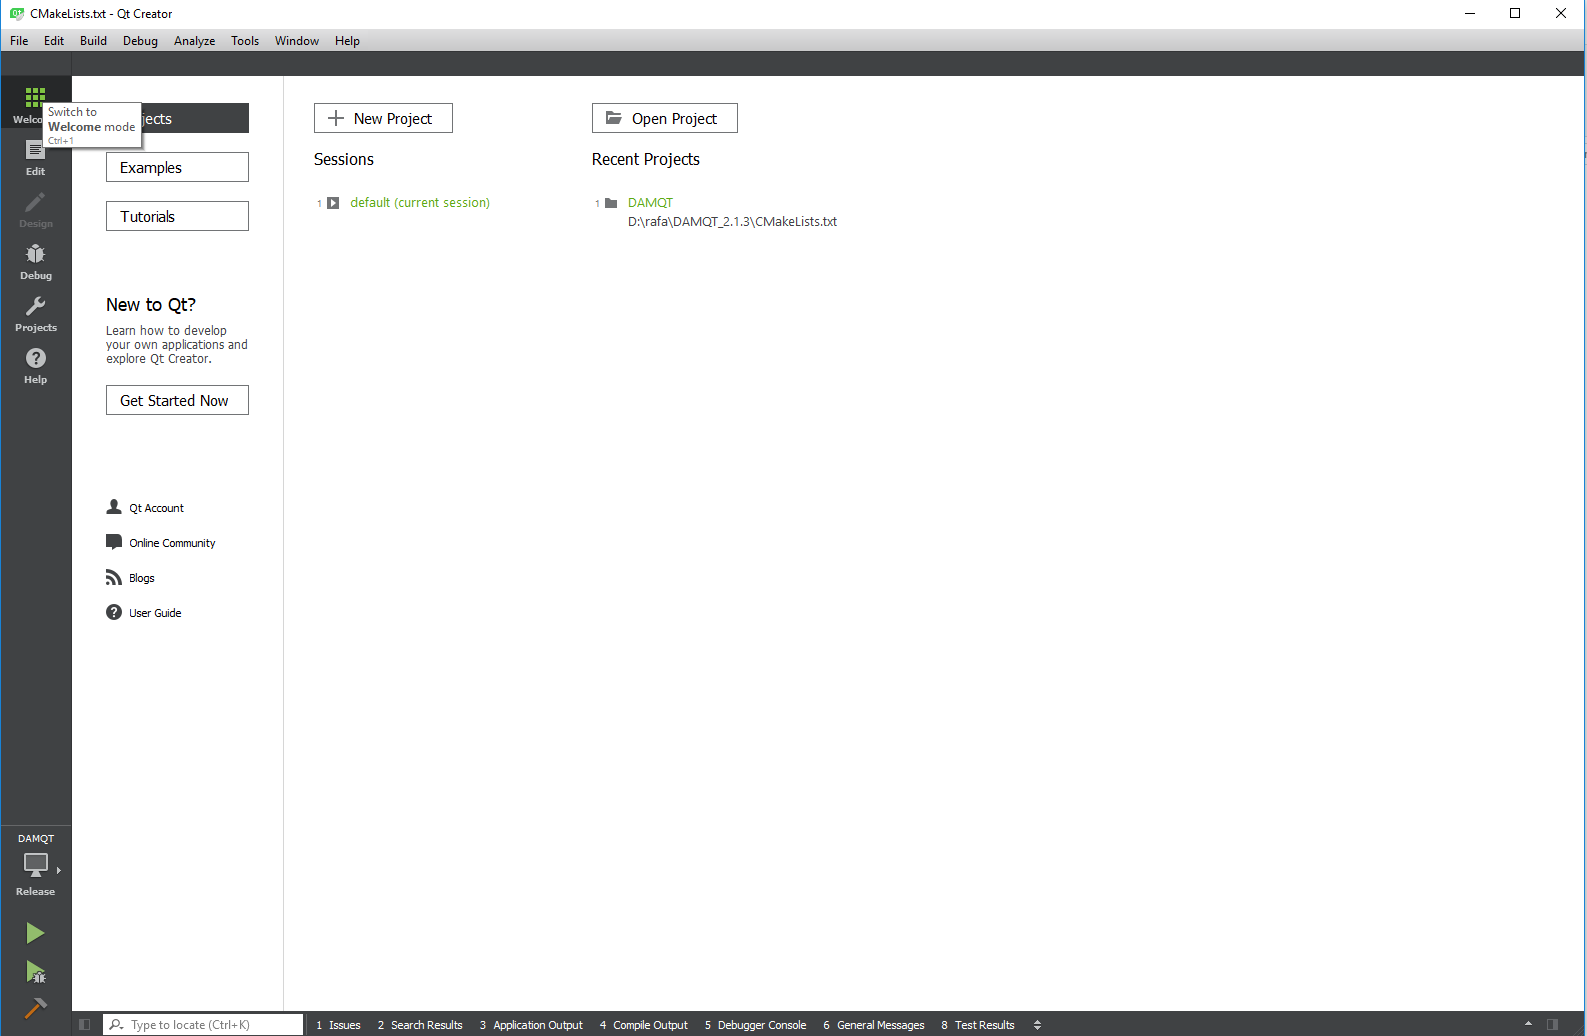 CMakeLists.txt - Qt Creator
File Edit Build Debug Analyze Tools Window Help
Switch to
Welcome mode
Ctrl+1
Edit
Design
Debug
Projects
Help
Examples
Tutorials
New to Qt?
Learn how to develop
your own applications and
explore Qt Creator.
Get Started Now
Qt Account
Online Community
Blogs
User Guide
New Project
Sessions
1 default (current session)
Open Project
Recent Projects
1 DAMQT
D:\rafa\DAMQT_2.1.3\CMakeLists.txt
DAMQT
Release
Type to locate (Ctrl+K) 1 Issues 2 Search Results 3 Application Output 4 Compile Output 5 Debugger Console 6 General Messages 8 Test Results